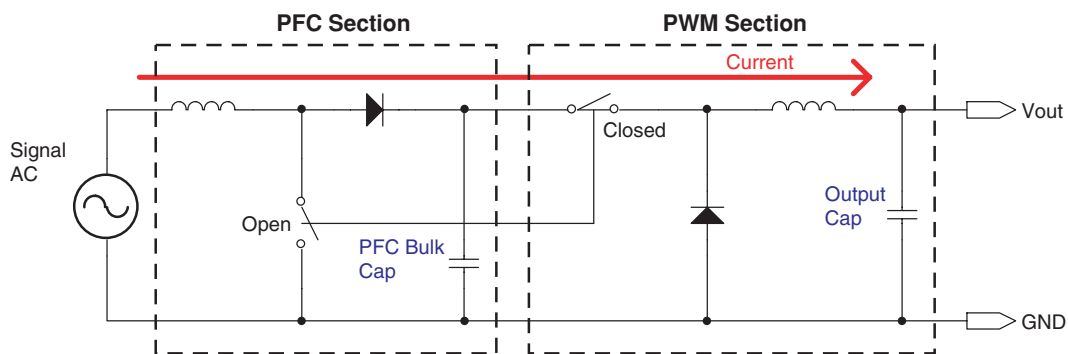 PFC Section
PWM Section
Current
Signal
AC
Closed
Vout
Open
PFC Bulk
Cap
Output
Cap
GND